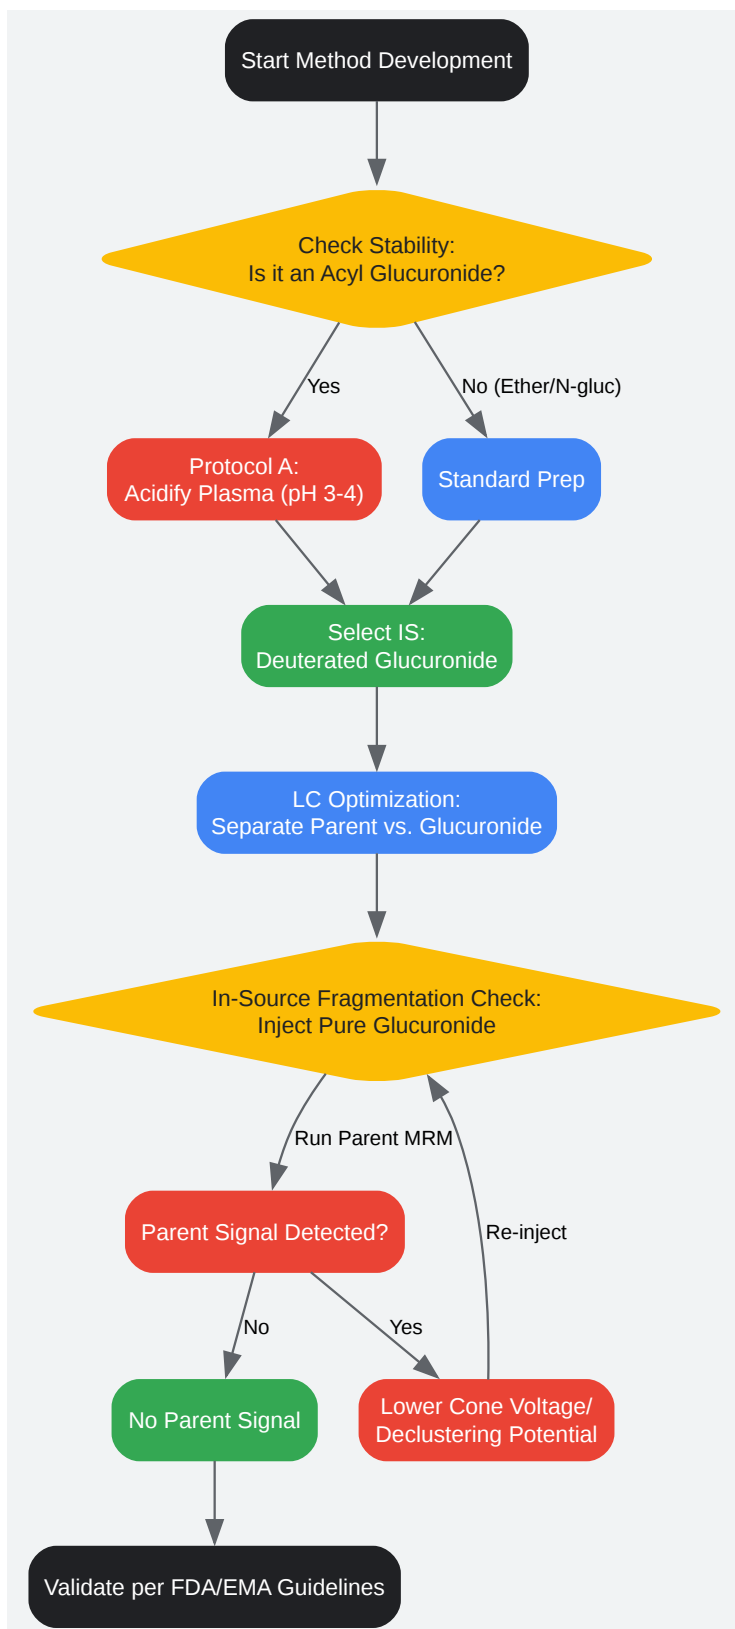 Start Method Development
Check Stability:
Is it an Acyl Glucuronide?
Yes
No (Ether/N-gluc)
Protocol A:
Acidify Plasma (pH 3-4)
Standard Prep
Select IS:
Deuterated Glucuronide
LC Optimization:
Separate Parent vs. Glucuronide
In-Source Fragmentation Check:
Inject Pure Glucuronide
Run Parent MRM
Parent Signal Detected?
Re-inject
No
Yes
No Parent Signal
Lower Cone Voltage/
Declustering Potential
Validate per FDA/EMA Guidelines